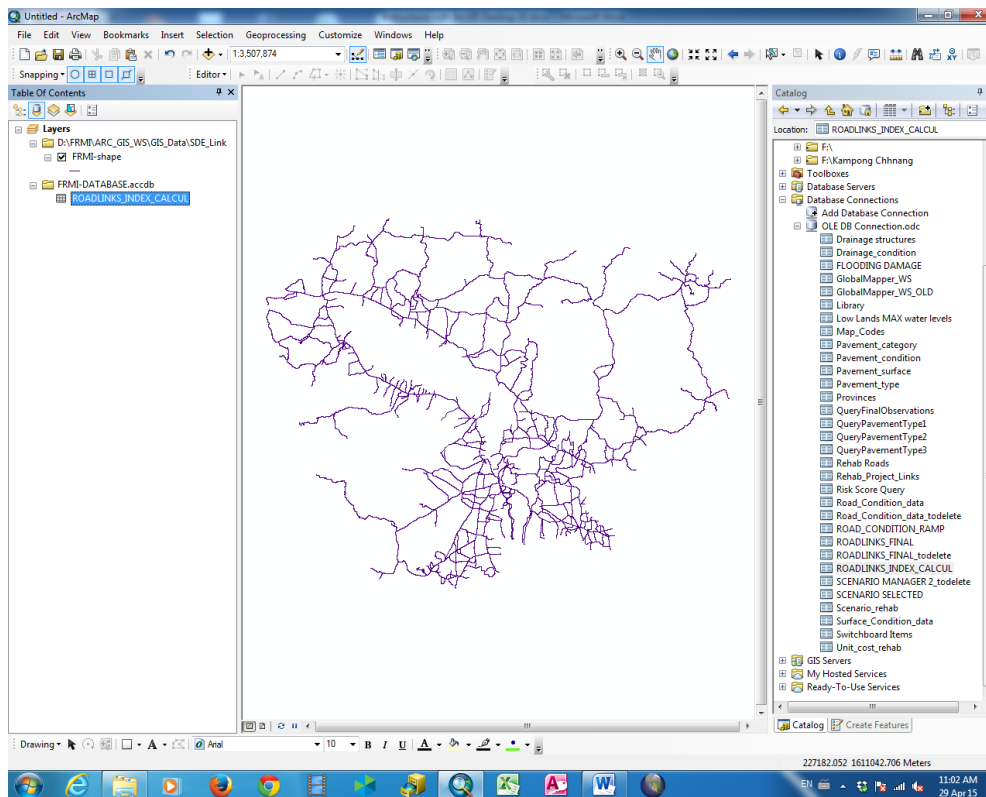 Untitled - ArcMap
File Edit View Bookmarks Insert Selection Geoprocessing Customize Windows Help
1:3,507,874
Snapping
Editor
Table Of Contents
Layers
D:\FRMI\ARC_GIS_WS\GIS_Data\SDE_Link
FRMI-shape
FRMI-DATABASE.accdb
ROADLINKS_INDEX_CALCUL
Catalog
Location: ROADLINKS_INDEX_CALCUL
F:\
F:\Kampong Chhnang
Toolboxes
Database Servers
Database Connections
Add Database Connection
OLE DB Connection.odc
Drainage structures
Drainage_condition
FLOODING DAMAGE
GlobalMapper_WS
GlobalMapper_WS_OLD
Library
Low Lands MAX water levels
Map_Codes
Pavement_category
Pavement_condition
Pavement_surface
Pavement_type
Provinces
QueryFinalObservations
QueryPavementType1
QueryPavementType2
QueryPavementType3
Rehab Roads
Rehab_Project_Links
Risk Score Query
Road_Condition_data
Road_Condition_data_todelete
ROAD_CONDITION_RAMP
ROADLINKS_FINAL
ROADLINKS_FINAL_todelete
ROADLINKS_INDEX_CALCUL
SCENARIO MANAGER 2_todelete
SCENARIO SELECTED
Scenario_rehab
Surface_Condition_data
Switchboard Items
Unit_cost_rehab
GIS Servers
My Hosted Services
Ready-To-Use Services
Catalog Create Features
Drawing A Arial 10 B I U A
227182.052 1611042.706 Meters
EN
11:02 AM
29 Apr 15